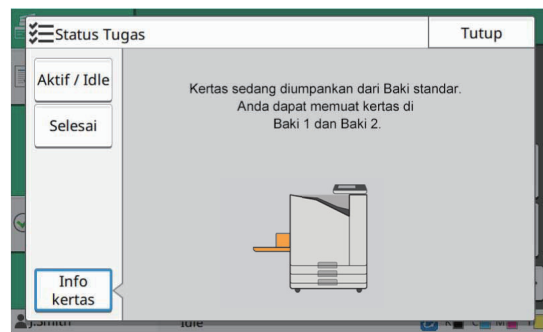 Status Tugas
Tutup
Aktif / Idle
Selesai
Kertas sedang diumpankan dari Baki standar.
Anda dapat memuat kertas di
Baki 1 dan Baki 2.
Info
kertas
J.Smith
Idle
K C M Y